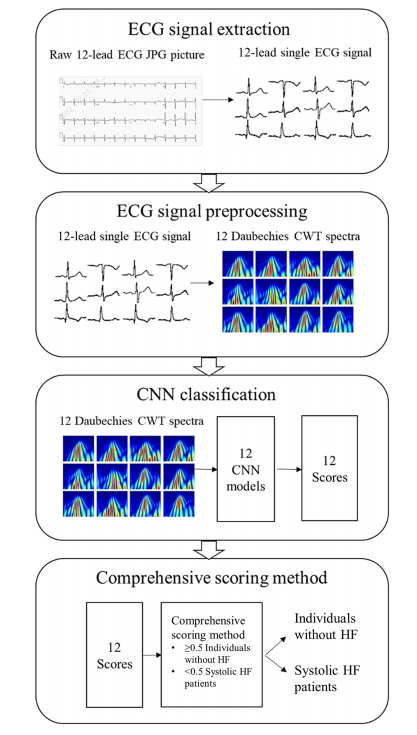 ECG signal extraction
Raw 12-lead ECG JPG picture
12-lead single ECG signal
ECG signal preprocessing
12-lead single ECG signal
12 Daubechies CWT spectra
CNN classification
12 Daubechies CWT spectra
12
CNN
models
12
Scores
Comprehensive scoring method
12
Scores
Comprehensive
scoring method
• ≥0.5 Individuals
without HF
• <0.5 Systolic HF
patients
Individuals
without HF
Systolic HF
patients